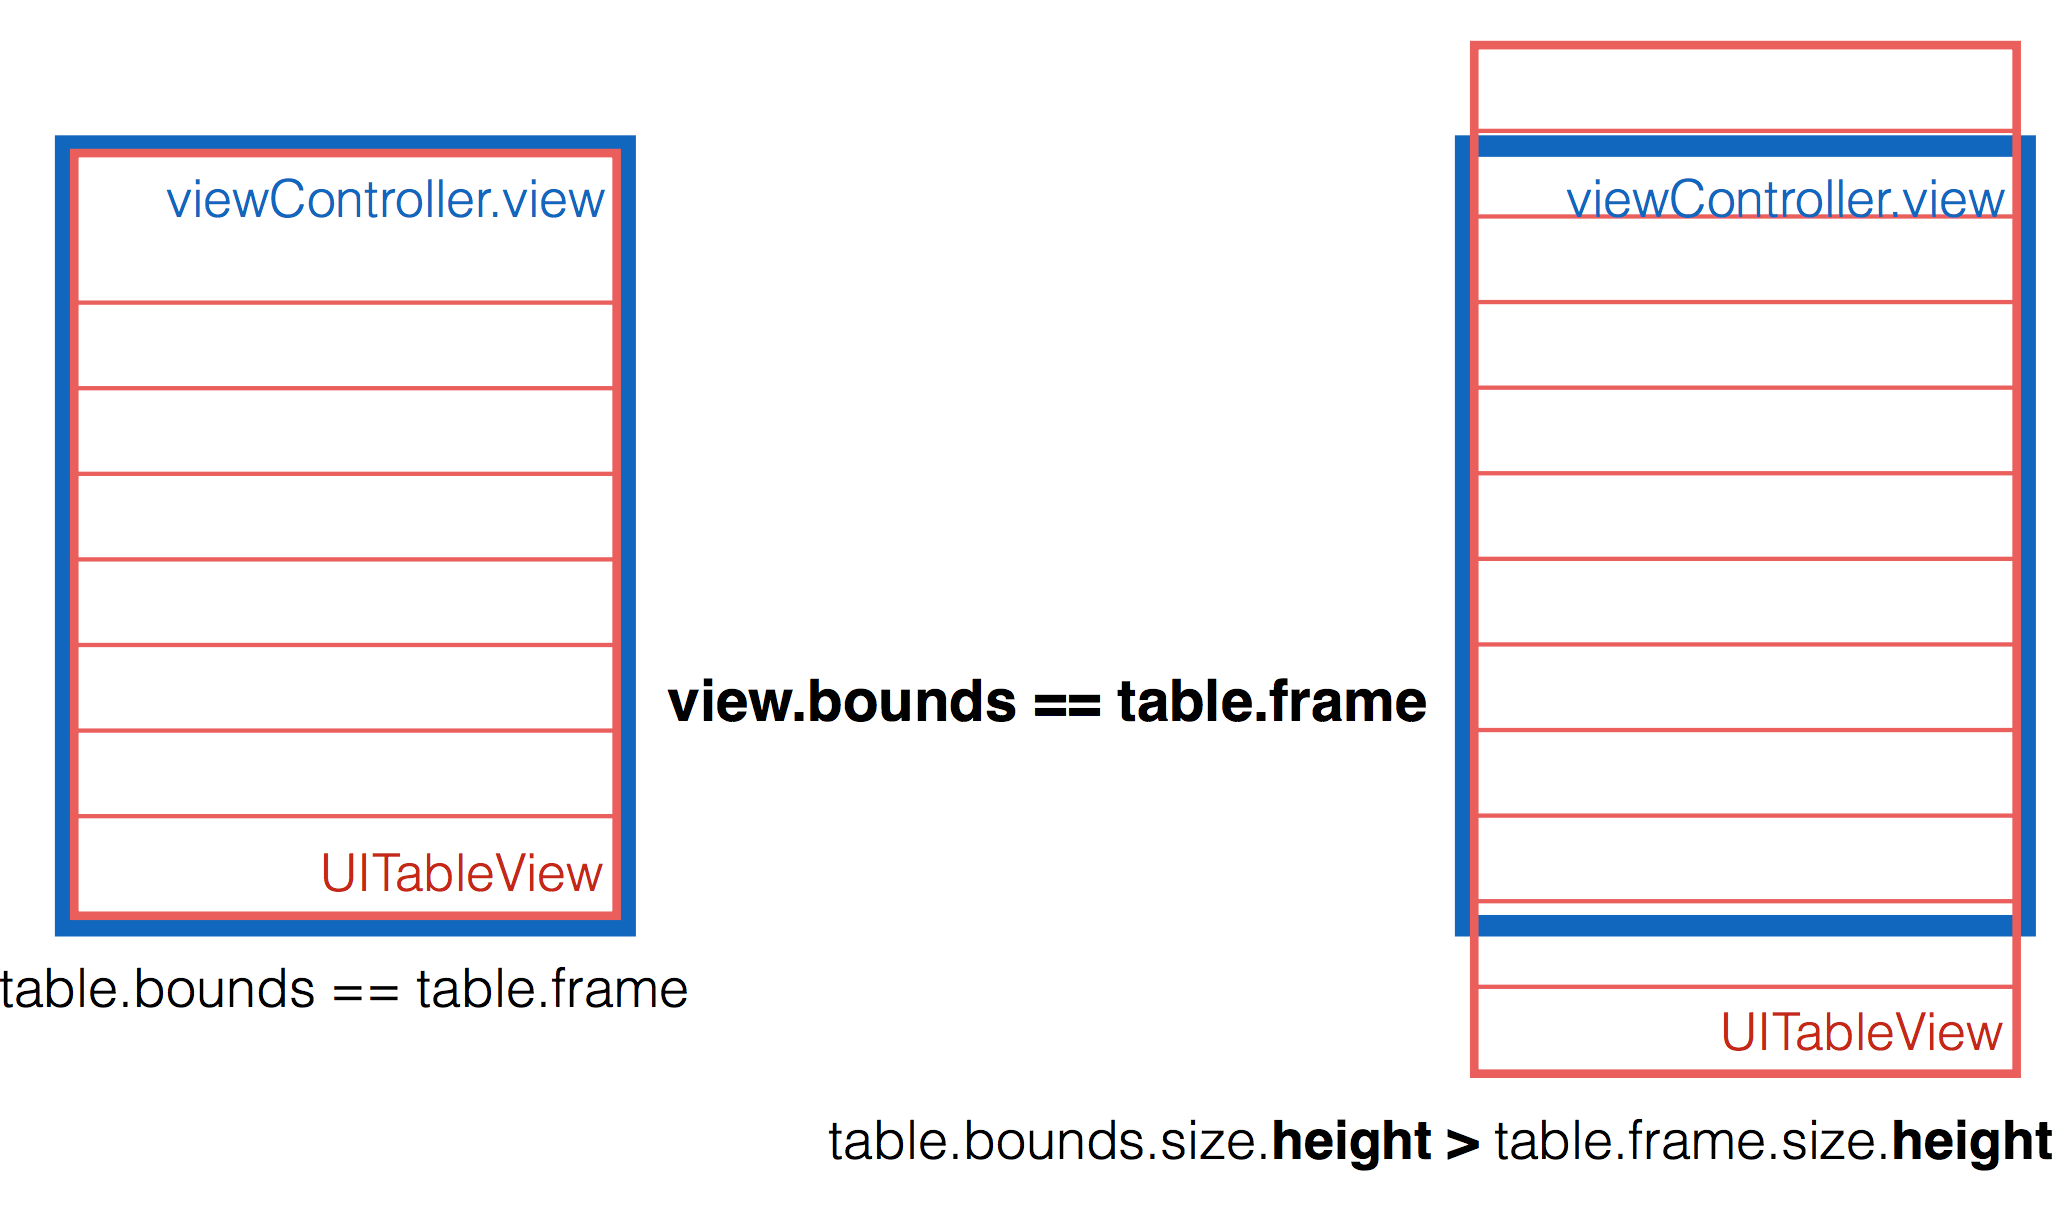 viewController.view
UITableView
table.bounds == table.frame
view.bounds == table.frame
viewController.view
UITableView
table.bounds.size.height > table.frame.size.height